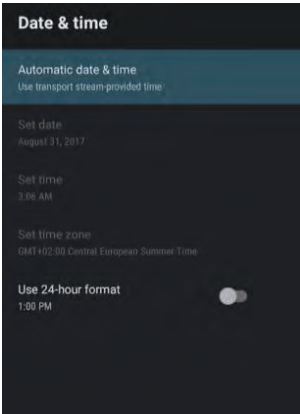 Date & time
Automatic date & time
Use transport stream-provided time
Set date
August 31, 2017
Set time
3:06 AM
Set time zone
GMT+02:00 Central European Summer Time
Use 24-hour format
1:00 PM